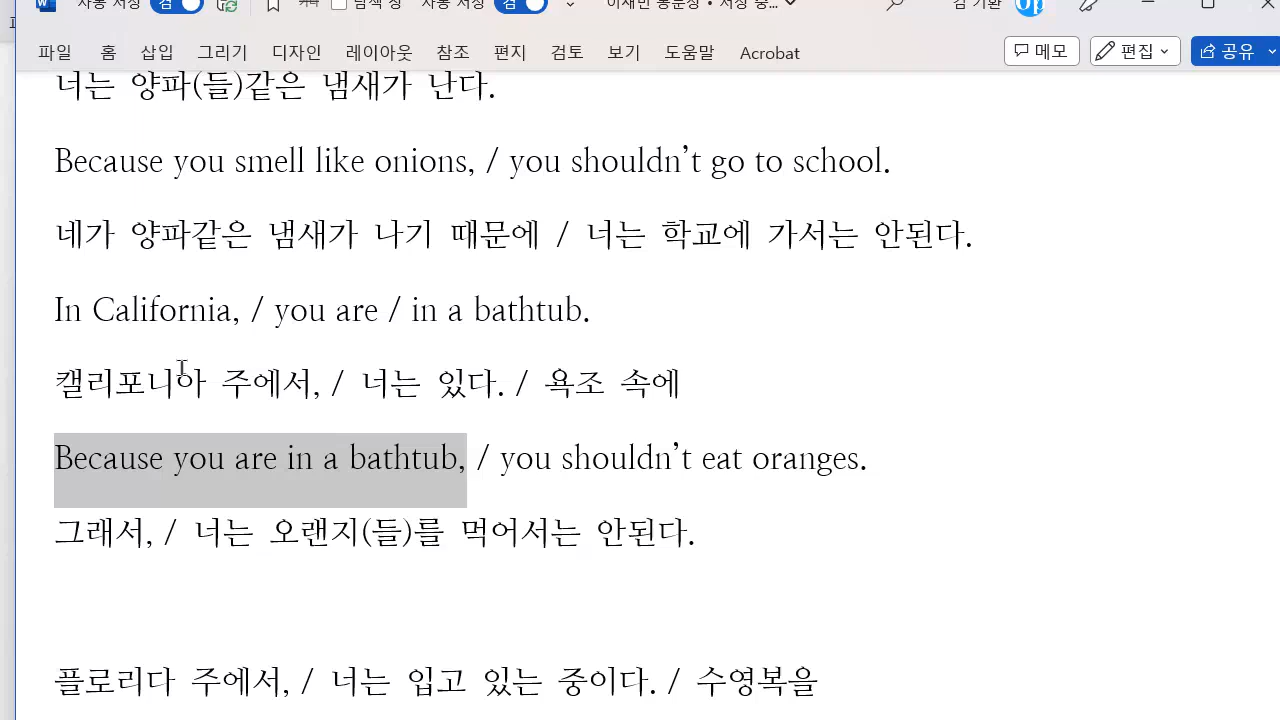 파일 홈 삽입 그리기 디자인 레이아웃 참조 편지 검토 보기 도움말 Acrobat 메모 편집 공유
너는 양파(들)같은 냄새가 난다.
Because you smell like onions, / you shouldn't go to school.
네가 양파같은 냄새가 나기 때문에 / 너는 학교에 가서는 안된다.
In California, / you are / in a bathtub.
캘리포니아 주에서, / 너는 있다. / 욕조 속에
Because you are in a bathtub, / you shouldn't eat oranges.
그래서, / 너는 오랜지(들)를 먹어서는 안된다.
플로리다 주에서, / 너는 입고 있는 중이다. / 수영복을